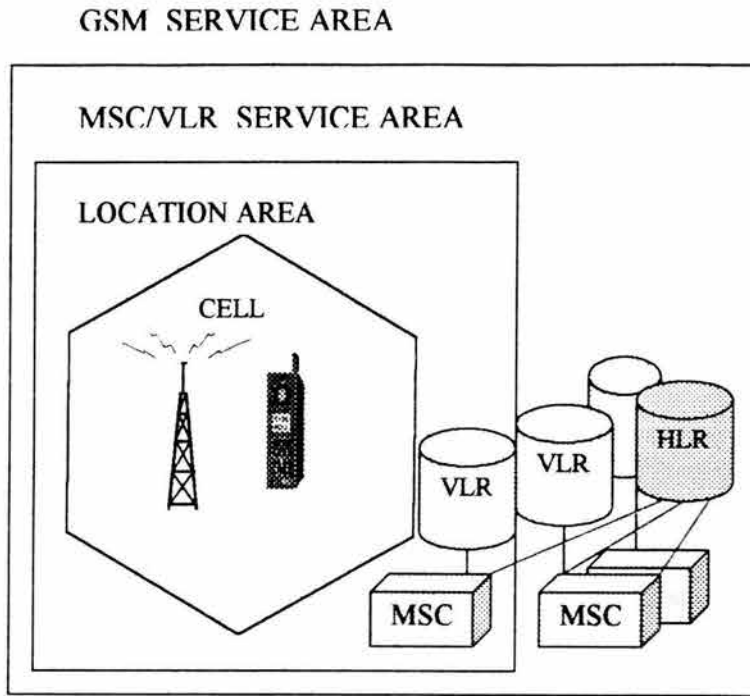 GSM SERVICE AREA
MSC/VLR SERVICE AREA
LOCATION AREA
CELL
VLR
VLR
HLR
MSC
MSC